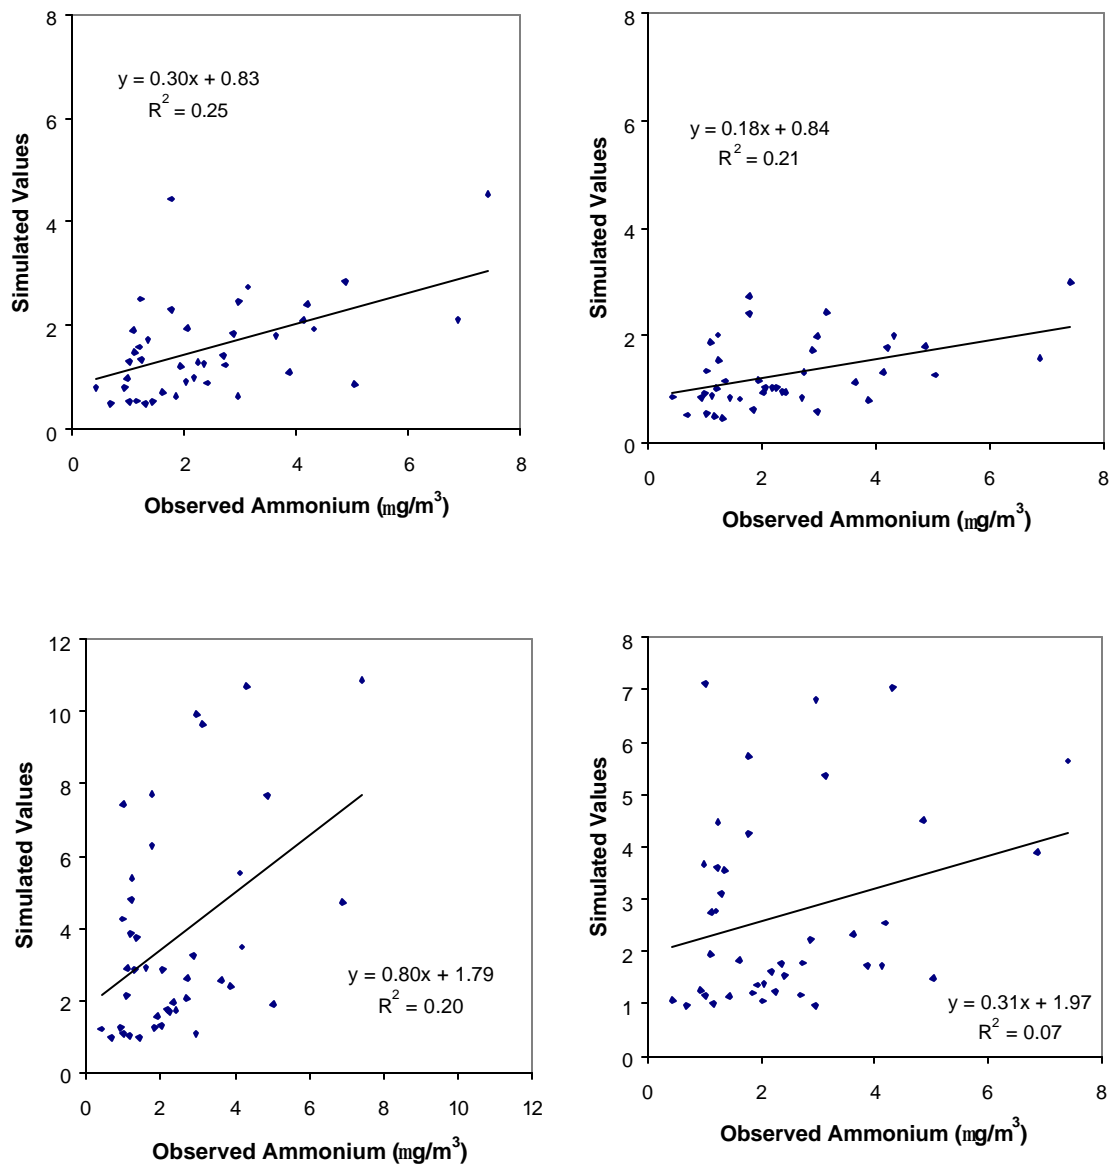 8
6
4
2
0
Simulated Values
y = 0.30x + 0.83
R² = 0.25
0 2 4 6 8
Observed Ammonium (mg/m³)
8
6
4
2
0
Simulated Values
y = 0.18x + 0.84
R² = 0.21
0 2 4 6 8
Observed Ammonium (mg/m³)
12
10
8
6
4
2
0
Simulated Values
y = 0.80x + 1.79
R² = 0.20
0 2 4 6 8 10 12
Observed Ammonium (mg/m³)
8
7
6
5
4
3
2
1
0
Simulated Values
y = 0.31x + 1.97
R² = 0.07
0 2 4 6 8
Observed Ammonium (mg/m³)